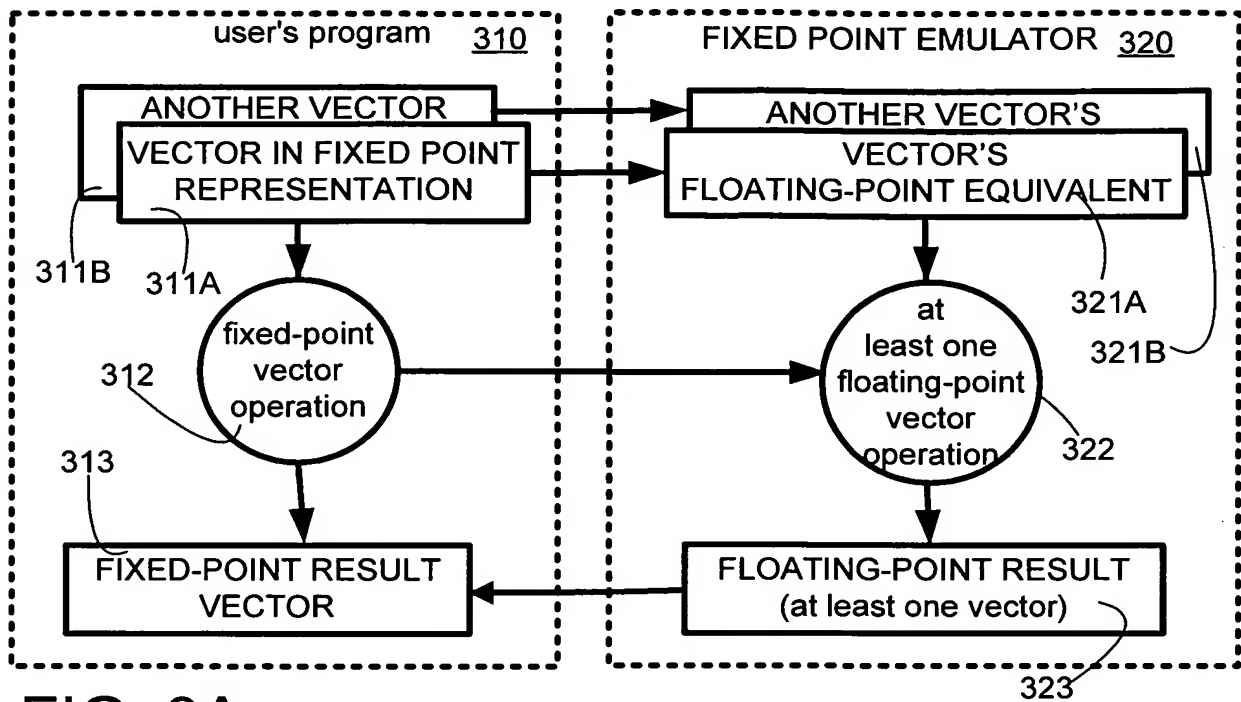 user's program 310
FIXED POINT EMULATOR 320
ANOTHER VECTOR
VECTOR IN FIXED POINT
REPRESENTATION
ANOTHER VECTOR'S
VECTOR'S
FLOATING-POINT EQUIVALENT
311B
311A
321A
321B
fixed-point
vector
operation
312
at
least one
floating-point
vector
operation
322
313
FIXED-POINT RESULT
VECTOR
FLOATING-POINT RESULT
(at least one vector)
323